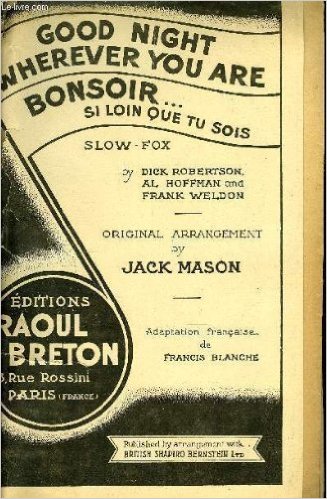 Le-livre.com
GOOD NIGHT
WHEREVER YOU ARE
BONSOIR...
SI LOIN QUE TU SOIS
SLOW-FOX
by DICK ROBERTSON,
AL HOFFMAN and
FRANK WELDON
ORIGINAL ARRANGEMENT
by
JACK MASON
ÉDITIONS
RAOUL
BRETON
Rue Rossini
PARIS (FRANCE)
Adaptation française
de
FRANCIS BLANCHE
Published by arrangement with
BRITISH SHAPIRO BERNSTEIN LTD